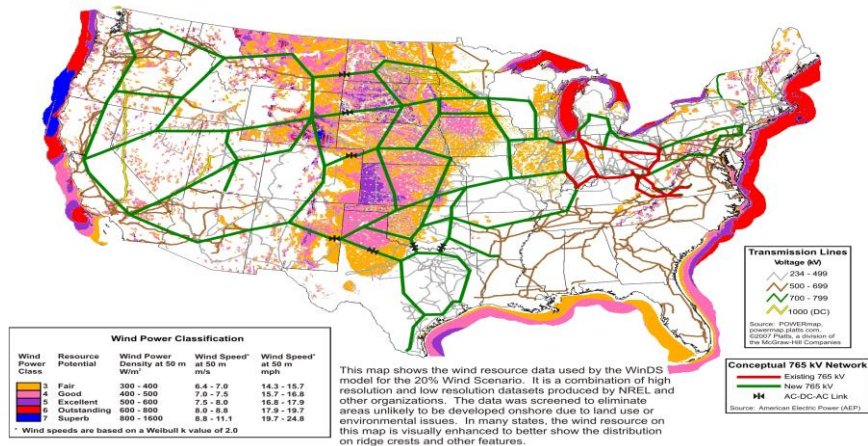 Transmission Lines
Voltage (kV)
234 - 499
500 - 699
700 - 799
1000 (DC)
Source: POWERmap,
powermap.platts.com,
©2007 Platts, a division of
the McGraw-Hill Companies
Wind Power Classification
Wind Power Class Resource Potential Wind Power Density at 50 m W/m² Wind Speed* at 50 m m/s Wind Speed* at 50 m mph
3 Fair 300 - 400 6.4 - 7.0 14.3 - 15.7
4 Good 400 - 500 7.0 - 7.5 15.7 - 16.8
5 Excellent 500 - 600 7.5 - 8.0 16.8 - 17.9
6 Outstanding 600 - 800 8.0 - 8.8 17.9 - 19.7
7 Superb 800 - 1600 8.8 - 11.1 19.7 - 24.8
* Wind speeds are based on a Weibull k value of 2.0
This map shows the wind resource data used by the WinDS
model for the 20% Wind Scenario. It is a combination of high
resolution and low resolution datasets produced by NREL and
other organizations. The data was screened to eliminate
areas unlikely to be developed onshore due to land use or
environmental issues. In many states, the wind resource on
this map is visually enhanced to better show the distribution
on ridge crests and other features.
Conceptual 765 kV Network
Existing 765 kV
New 765 kV
AC-DC-AC Link
Source: American Electric Power (AEP)